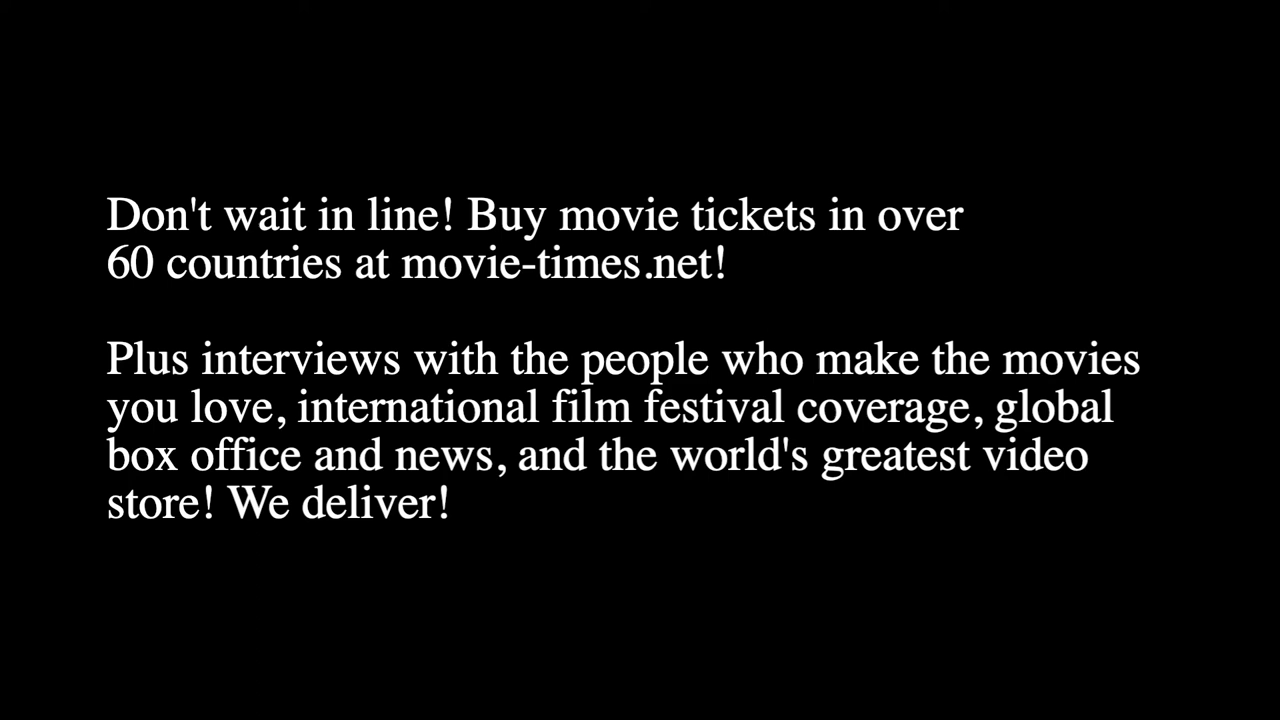 Don't wait in line! Buy movie tickets in over
60 countries at movie-times.net!
Plus interviews with the people who make the movies
you love, international film festival coverage, global
box office and news, and the world's greatest video
store! We deliver!